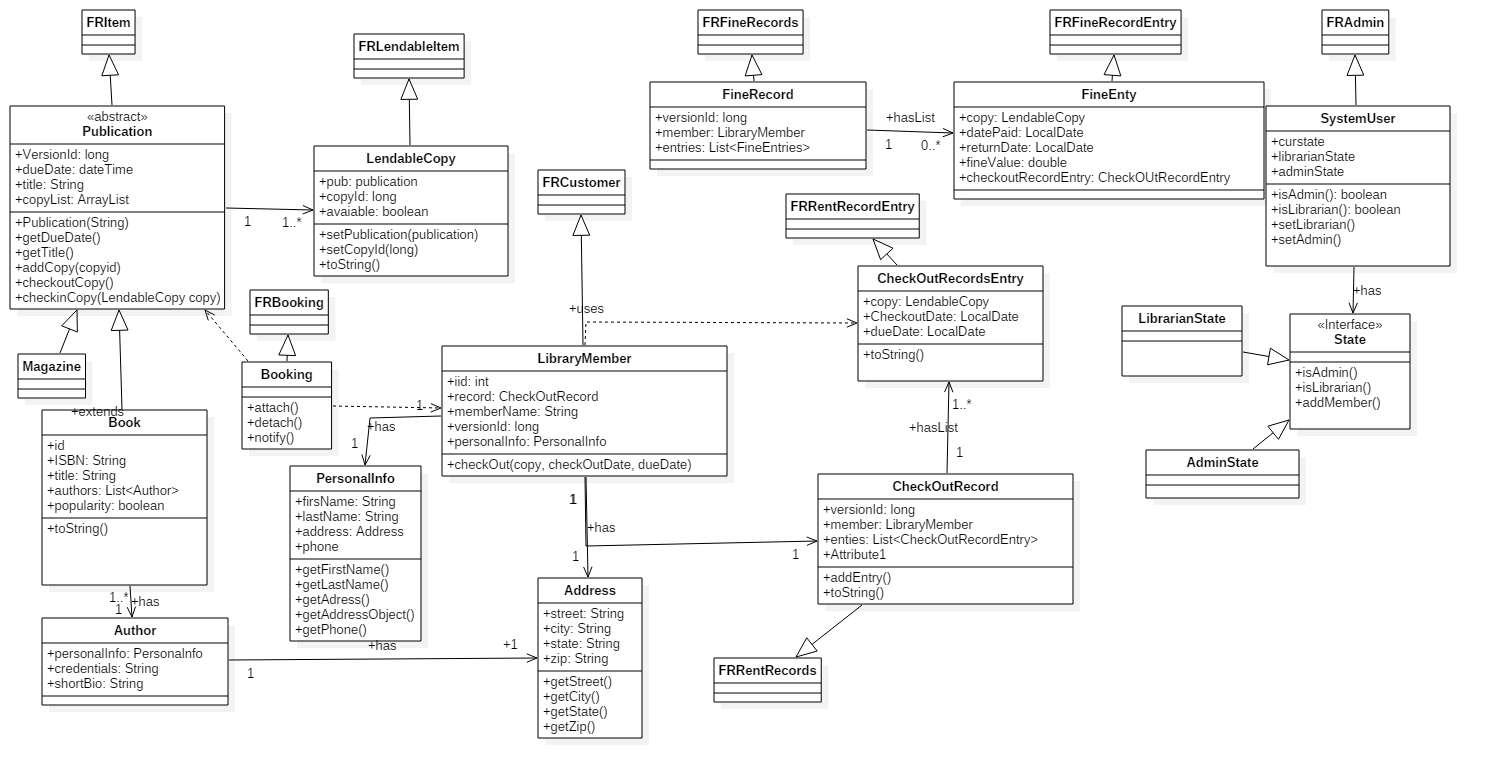 FRItem
FRLendableItem
FRFineRecords
FRFineRecordEntry
FRAdmin
«abstract»
Publication
+VersionId: long
+dueDate: dateTime
+title: String
+copyList: ArrayList
+Publication(String)
+getDueDate()
+getTitle()
+addCopy(copyid)
+checkoutCopy()
+checkinCopy(LendableCopy copy)
1
1..*
LendableCopy
+pub: publication
+copyId: long
+avaiable: boolean
+setPublication(publication)
+setCopyId(long)
+toString()
FineRecord
+versionId: long
+member: LibraryMember
+entries: List<FineEntries>
+hasList
1
0..*
FineEnty
+copy: LendableCopy
+datePaid: LocalDate
+returnDate: LocalDate
+fineValue: double
+checkoutRecordEntry: CheckOUtRecordEntry
SystemUser
+curstate
+librarianState
+adminState
+isAdmin(): boolean
+isLibrarian(): boolean
+setLibrarian()
+setAdmin()
+has
FRCustomer
+uses
FRRentRecordEntry
CheckOutRecordsEntry
+copy: LendableCopy
+CheckoutDate: LocalDate
+dueDate: LocalDate
+toString()
FRBooking
Booking
+attach()
+detach()
+notify()
Magazine
+extends
LibrarianState
«Interface»
State
+isAdmin()
+isLibrarian()
+addMember()
AdminState
LibraryMember
+iid: int
+record: CheckOutRecord
+memberName: String
+versionId: long
+personalInfo: PersonalInfo
+checkOut(copy, checkOutDate, dueDate)
1
+has
1
Book
+id
+ISBN: String
+title: String
+authors: List<Author>
+popularity: boolean
+toString()
1..*
1
+has
PersonalInfo
+firsName: String
+lastName: String
+address: Address
+phone
+getFirstName()
+getLastName()
+getAdress()
+getAddressObject()
+getPhone()
1..*
+hasList
1
CheckOutRecord
+versionId: long
+member: LibraryMember
+enties: List<CheckOutRecordEntry>
+Attribute1
+addEntry()
+toString()
1
+has
1
1
Address
+street: String
+city: String
+state: String
+zip: String
+getStreet()
+getCity()
+getState()
+getZip()
Author
+personalInfo: PersonaInfo
+credentials: String
+shortBio: String
+has
+1
1
FRRentRecords